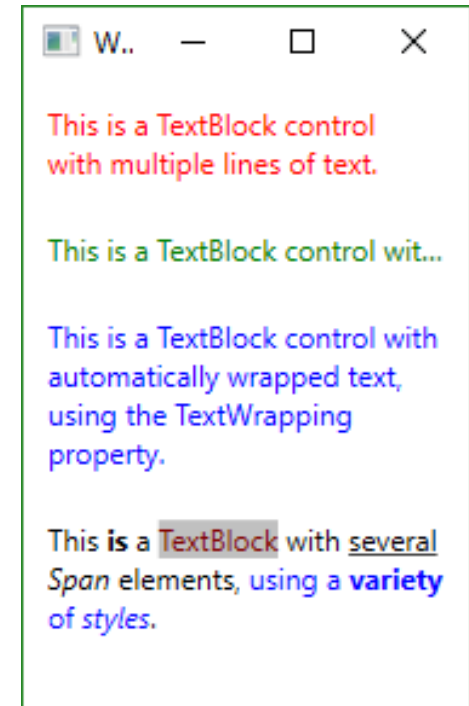 W..
This is a TextBlock control
with multiple lines of text.
This is a TextBlock control wit...
This is a TextBlock control with
automatically wrapped text,
using the TextWrapping
property.
This is a TextBlock with several
Span elements, using a variety
of styles.